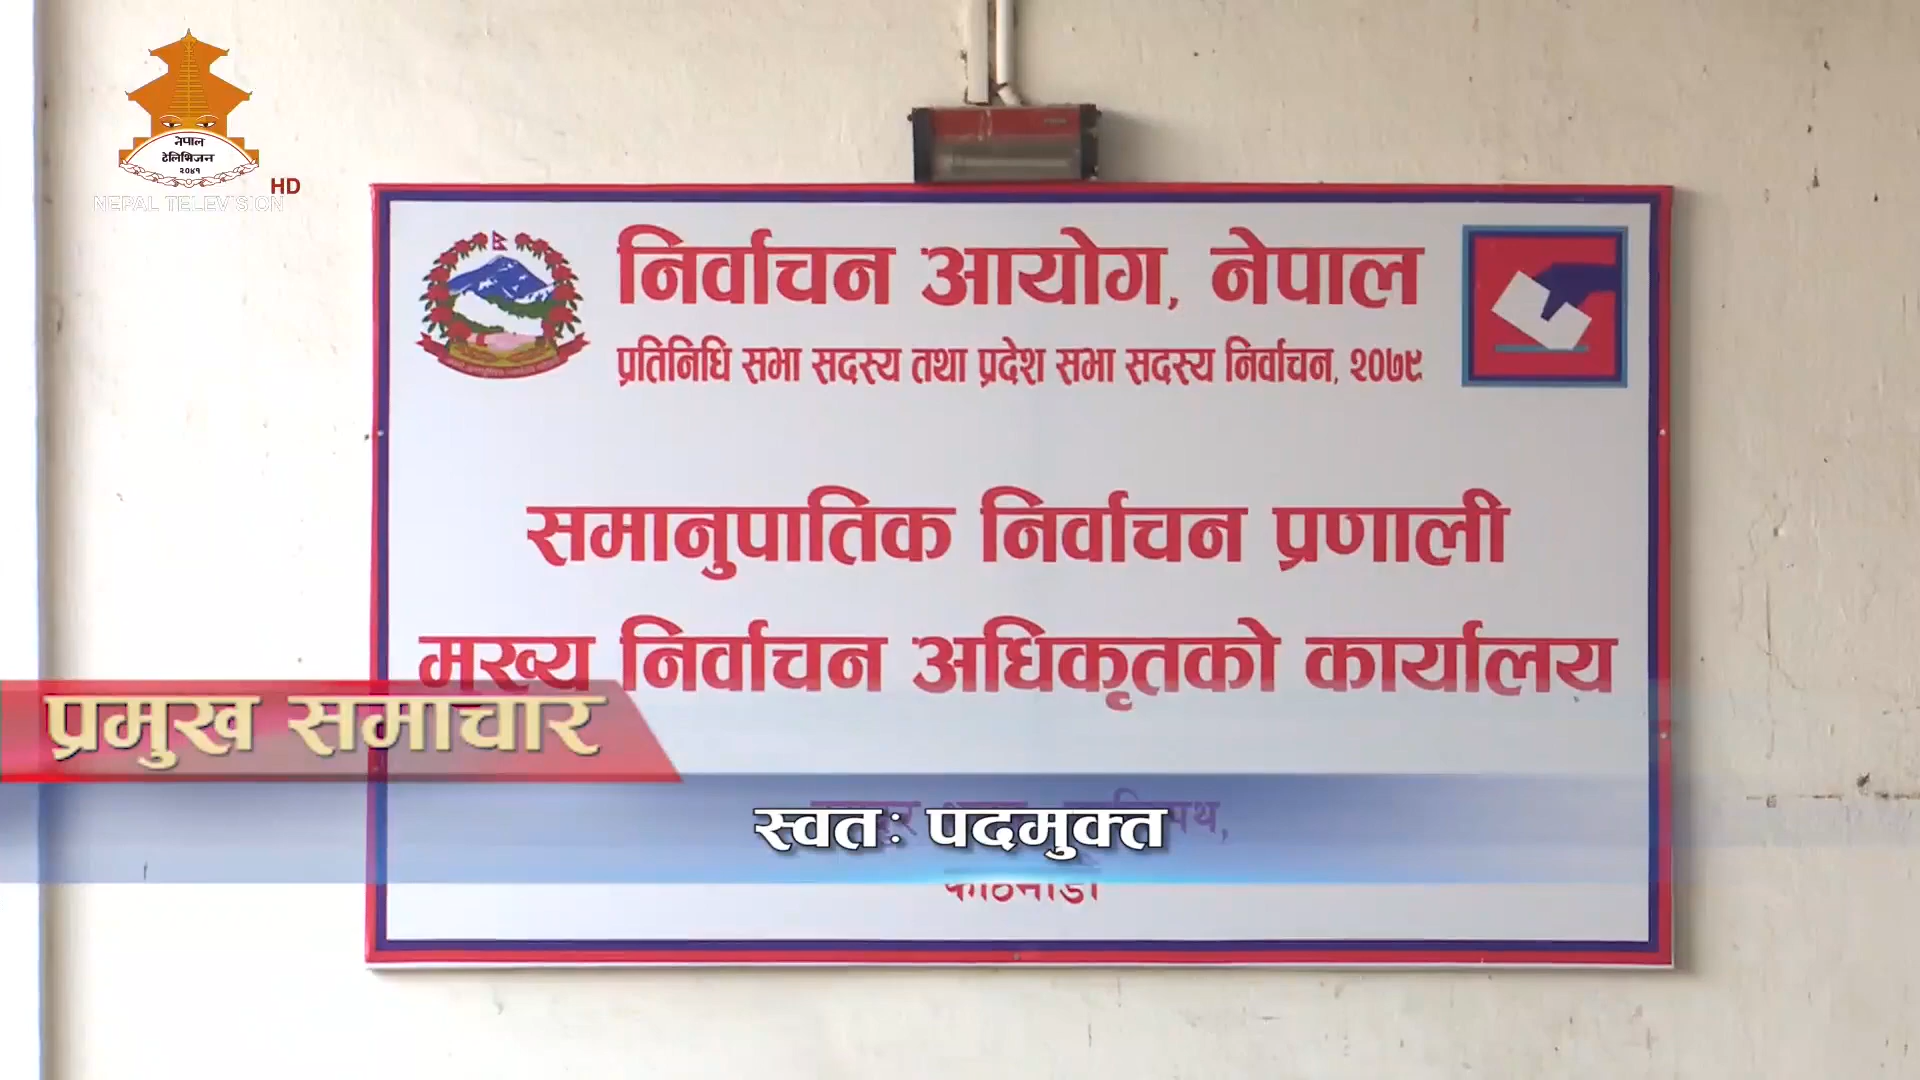 नेपाल
टेलिभिजन
२०४१
HD
NEPAL TELEVISION
निर्वाचन आयोग, नेपाल
प्रतिनिधि सभा सदस्य तथा प्रदेश सभा सदस्य निर्वाचन, २०७९
समानुपातिक निर्वाचन प्रणाली
मुख्य निर्वाचन अधिकृतको कार्यालय
प्रमुख समाचार
स्वतः पदमुक्त